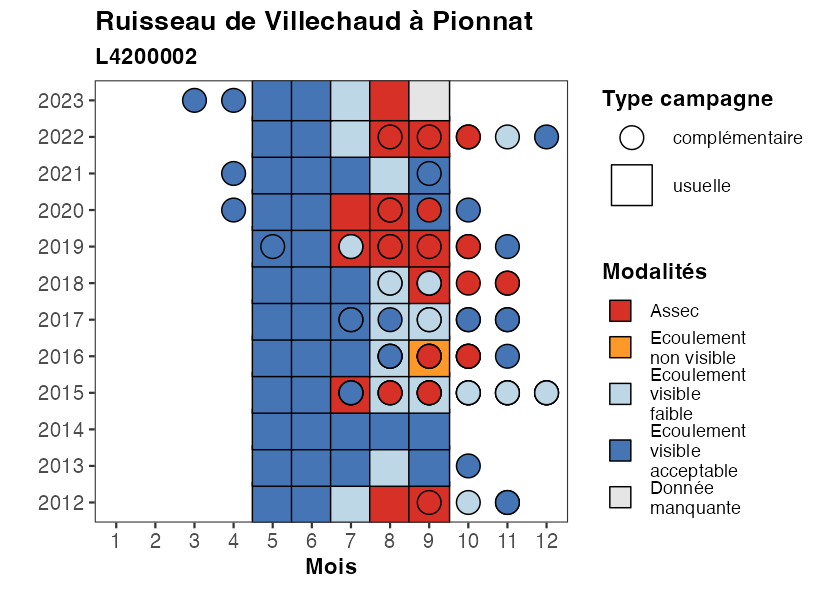 Ruisseau de Villechaud à Pionnat
L4200002
2023
2022
2021
2020
2019
2018
2017
2016
2015
2014
2013
2012
1 2 3 4 5 6 7 8 9 10 11 12
Mois
Type campagne
complémentaire
usuelle
Modalités
Assec
Ecoulement
non visible
Ecoulement
visible
faible
Ecoulement
visible
acceptable
Donnée
manquante